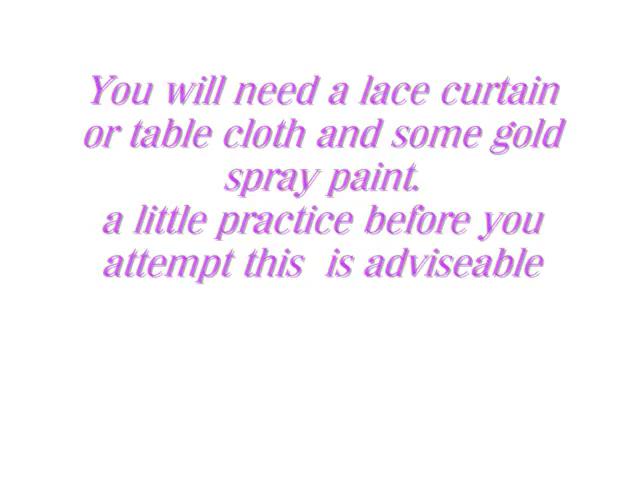 You will need a lace curtain
or table cloth and some gold
spray paint.
a little practice before you
attempt this  is adviseable